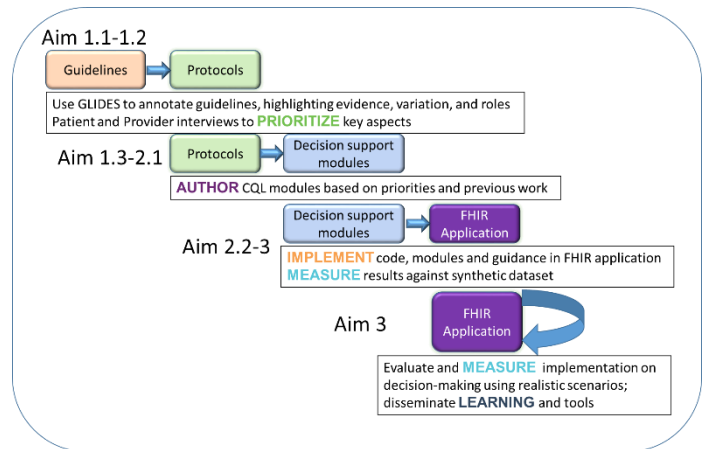 Aim 1.1-1.2
Guidelines
Protocols
Use GLIDES to annotate guidelines, highlighting evidence, variation, and roles
Patient and Provider interviews to PRIORITIZE key aspects
Aim 1.3-2.1
Protocols
Decision support
modules
AUTHOR CQL modules based on priorities and previous work
Aim 2.2-3
Decision support
modules
FHIR
Application
IMPLEMENT code, modules and guidance in FHIR application
MEASURE results against synthetic dataset
Aim 3
FHIR
Application
Evaluate and MEASURE implementation on
decision-making using realistic scenarios;
disseminate LEARNING and tools